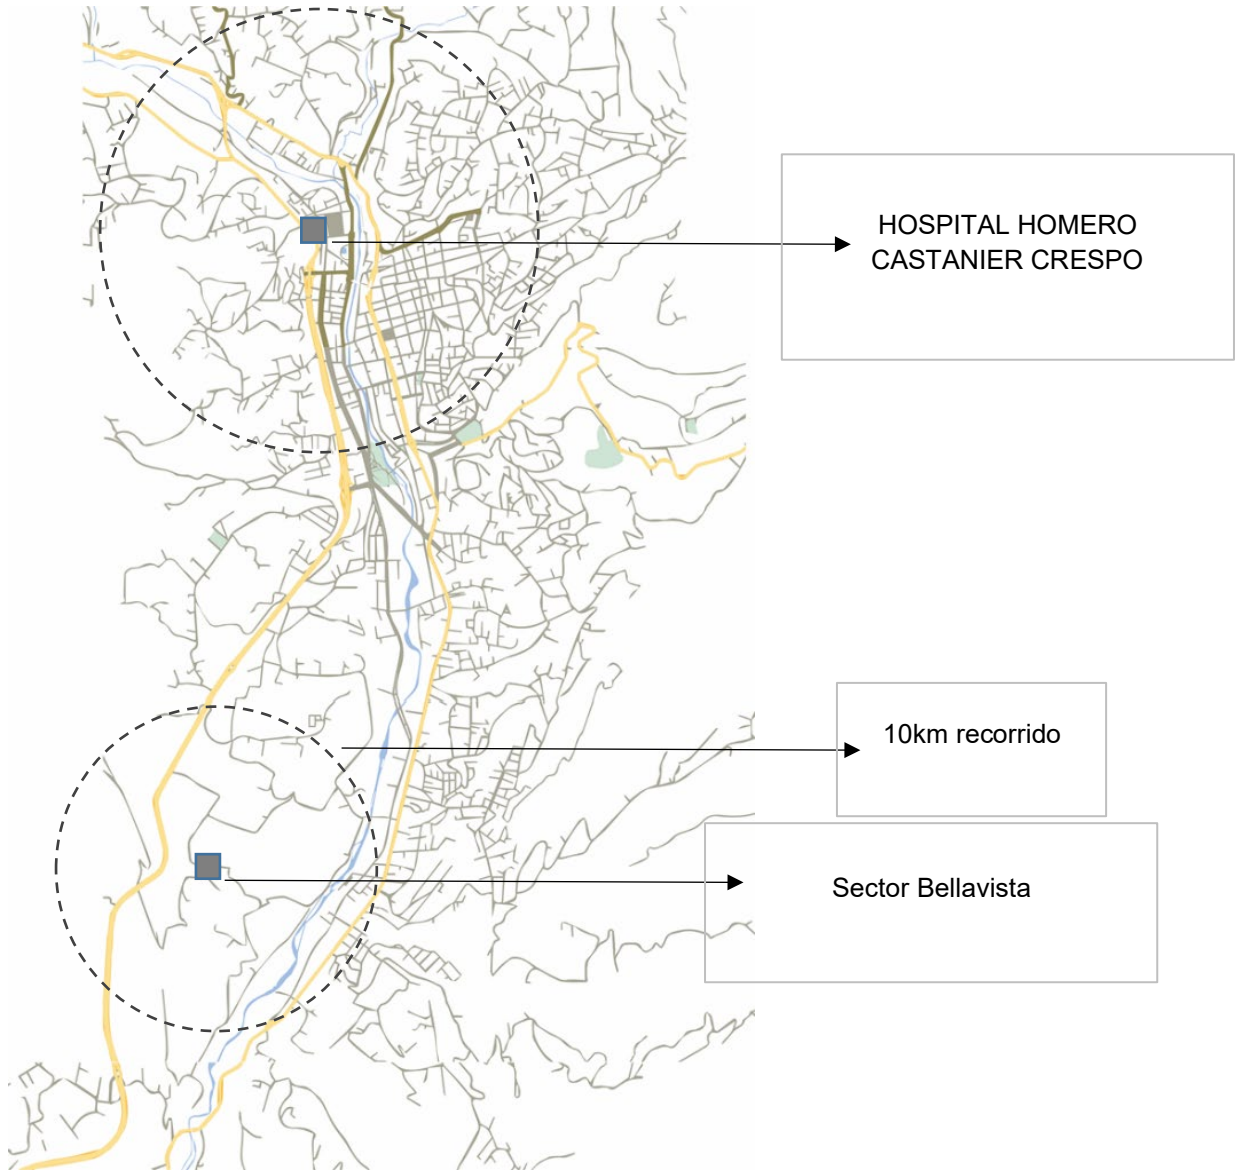 HOSPITAL HOMERO
CASTANIER CRESPO
10km recorrido
Sector Bellavista